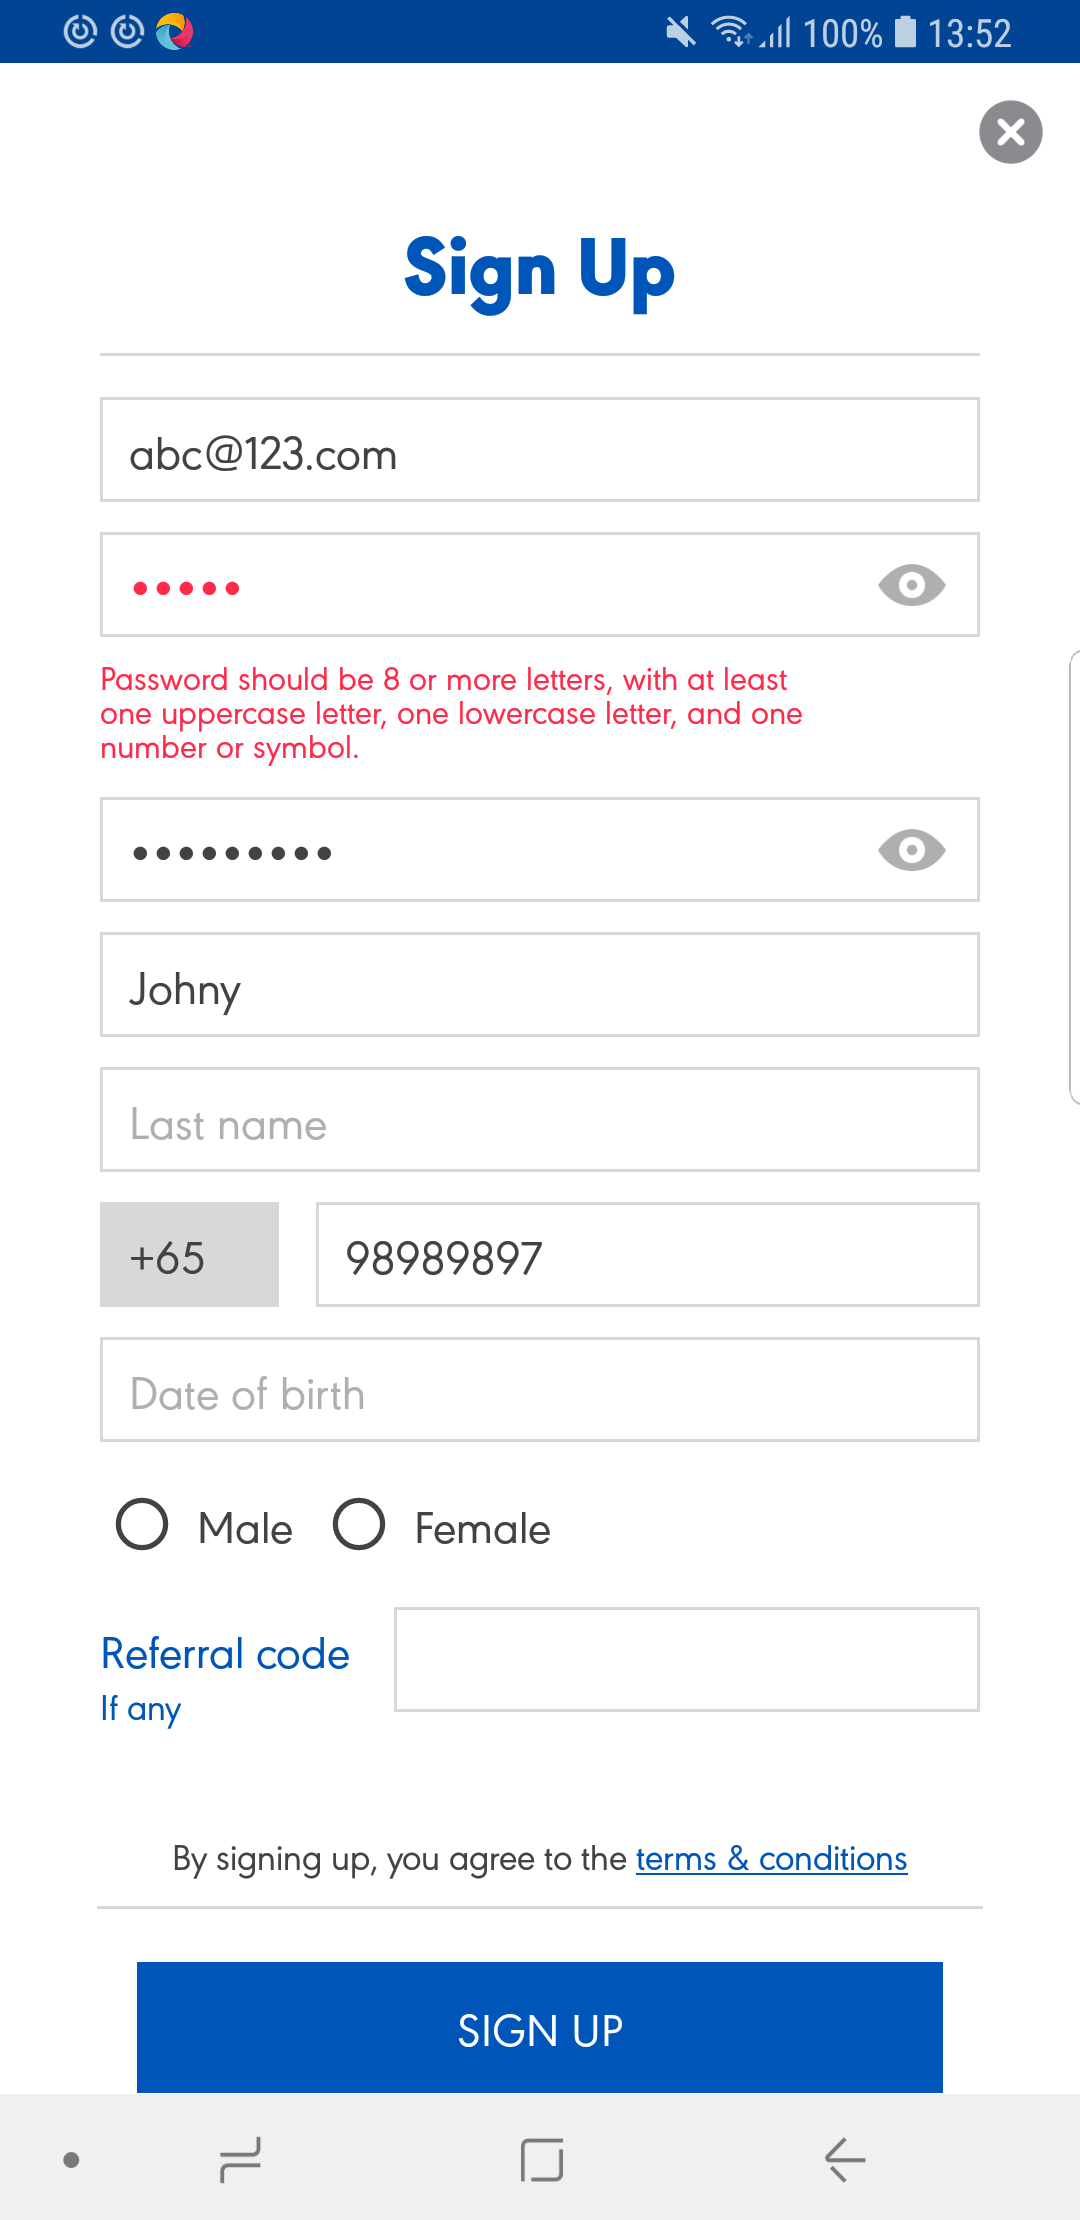 100% 13:52
Sign Up
abc@123.com
•••••
Password should be 8 or more letters, with at least
one uppercase letter, one lowercase letter, and one
number or symbol.
•••••••••
Johny
Last name
+65 98989897
Date of birth
Male Female
Referral code
If any
By signing up, you agree to the terms & conditions
SIGN UP